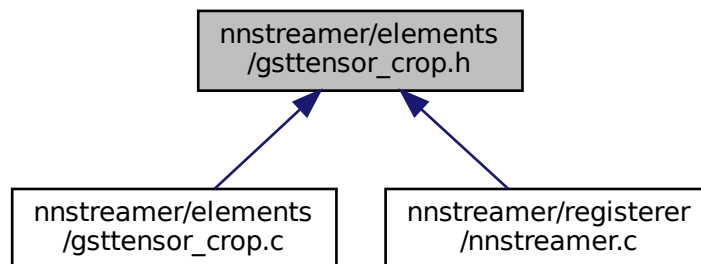 nnstreamer/elements
/gsttensor_crop.h
nnstreamer/elements
/gsttensor_crop.c
nnstreamer/registerer
/nnstreamer.c